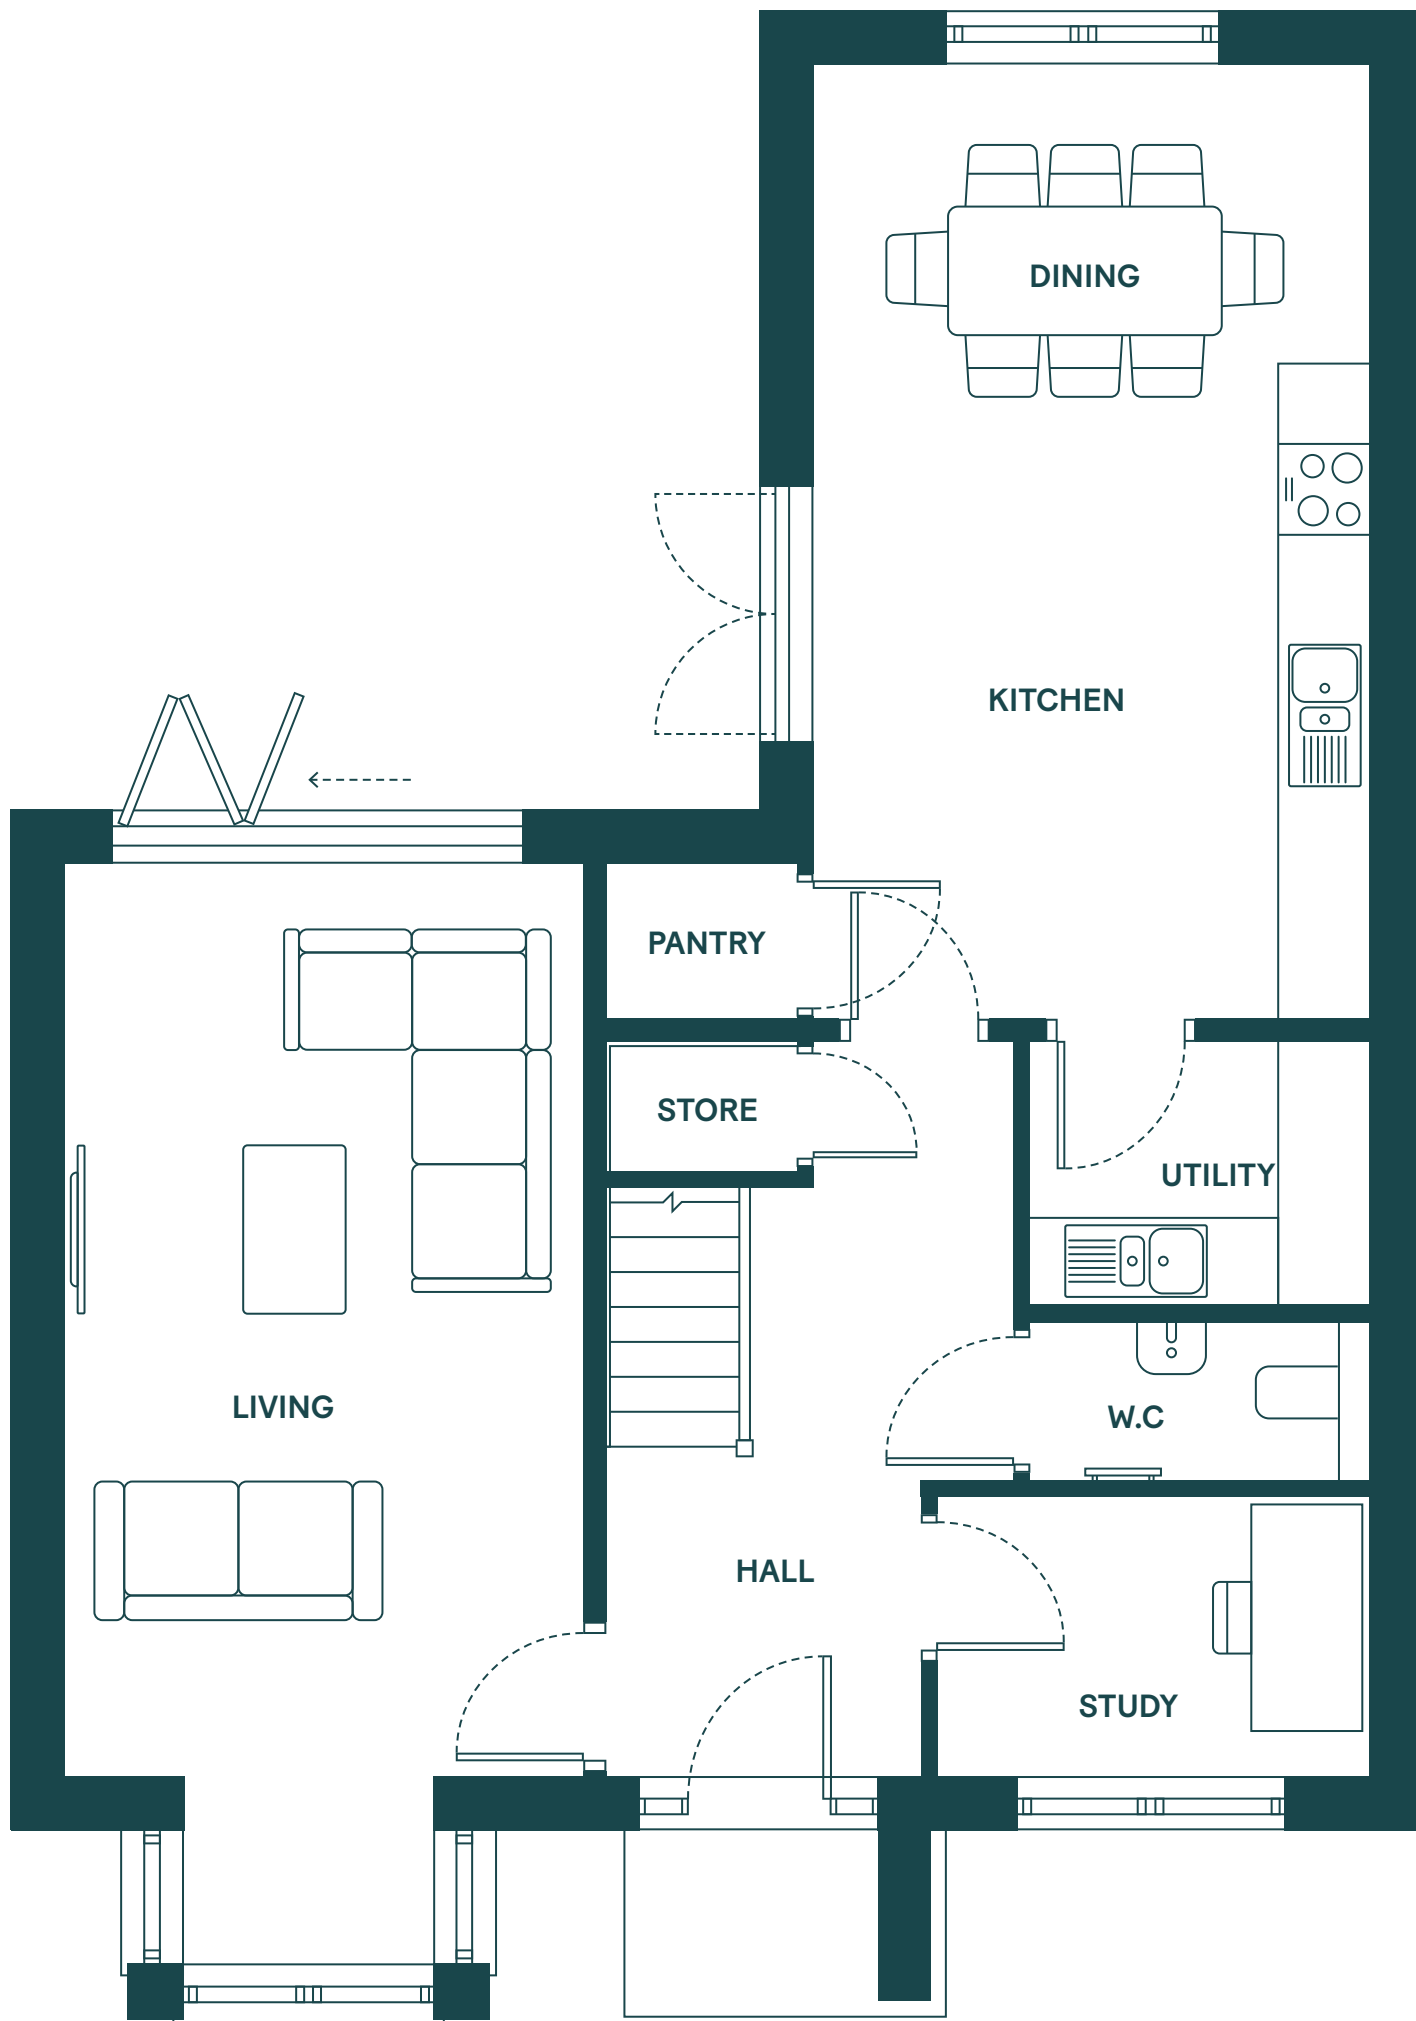 DINING
KITCHEN
PANTRY
STORE
UTILITY
LIVING
W.C
HALL
STUDY